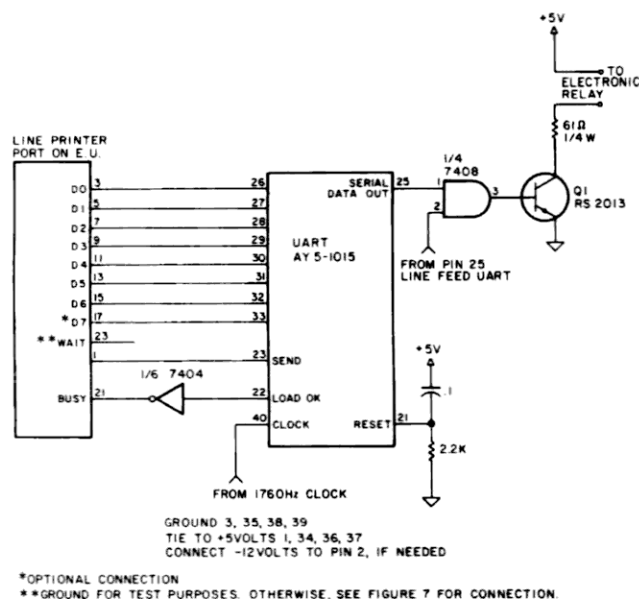 +5V
TO
ELECTRONIC
RELAY
61Ω
1/4W
LINE PRINTER
PORT ON E.U.
1/4
7408
D0 3 26 SERIAL DATA OUT 25 1 3 Q1
RS 2013
D1 5 27
D2 7 28 2
D3 9 29 UART
D4 11 30 AY 5-1015
FROM PIN 25
LINE FEED UART
D5 13 31
D6 15 32
*D7 17 33
**WAIT 23
1 23 SEND
+5V
1/6 7404
BUSY 21 22 LOAD OK
.1
40 CLOCK RESET 21
2.2K
FROM 1760Hz CLOCK
GROUND 3, 35, 38, 39
TIE TO +5VOLTS 1, 34, 36, 37
CONNECT -12VOLTS TO PIN 2, IF NEEDED
*OPTIONAL CONNECTION
**GROUND FOR TEST PURPOSES. OTHERWISE, SEE FIGURE 7 FOR CONNECTION.